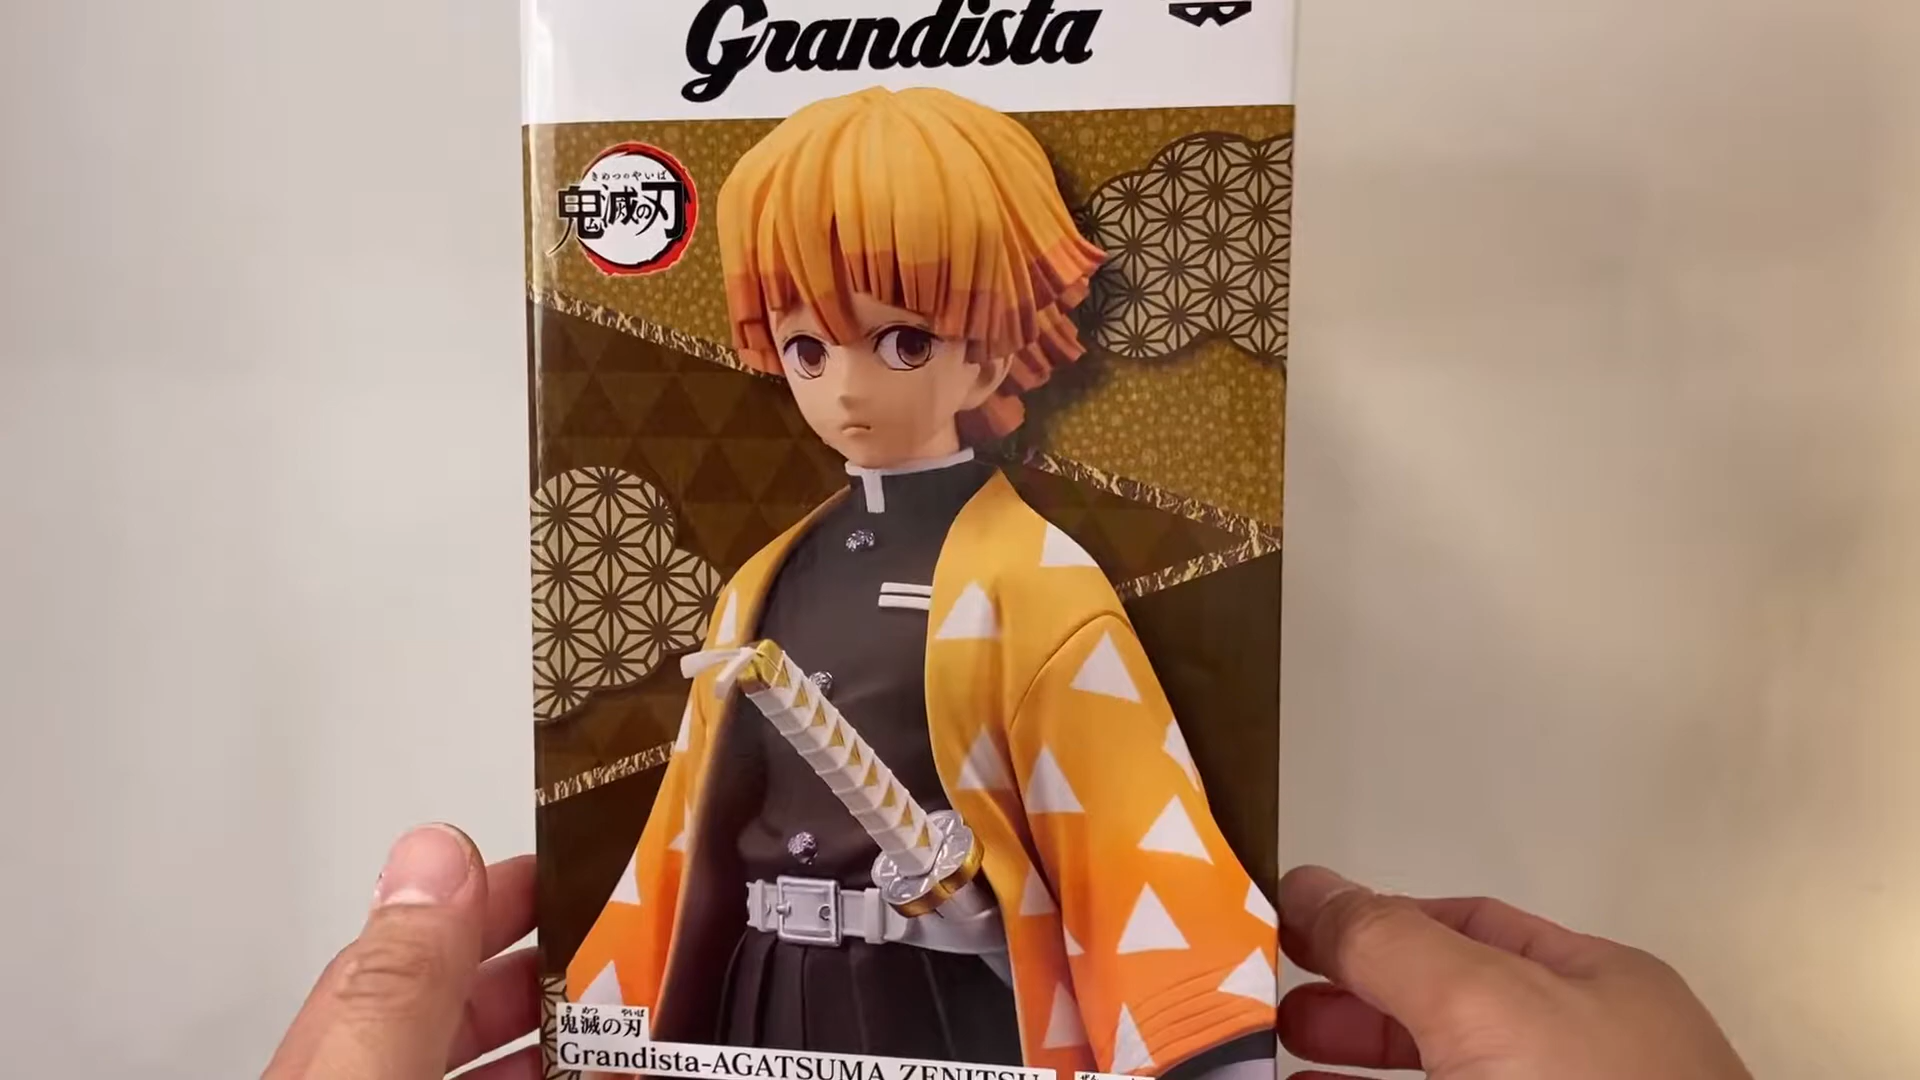 Grandista
きめつのやいば
鬼滅の刃
きめつ やいば
鬼滅の刃
Grandista-AGATSUMA ZENITSU